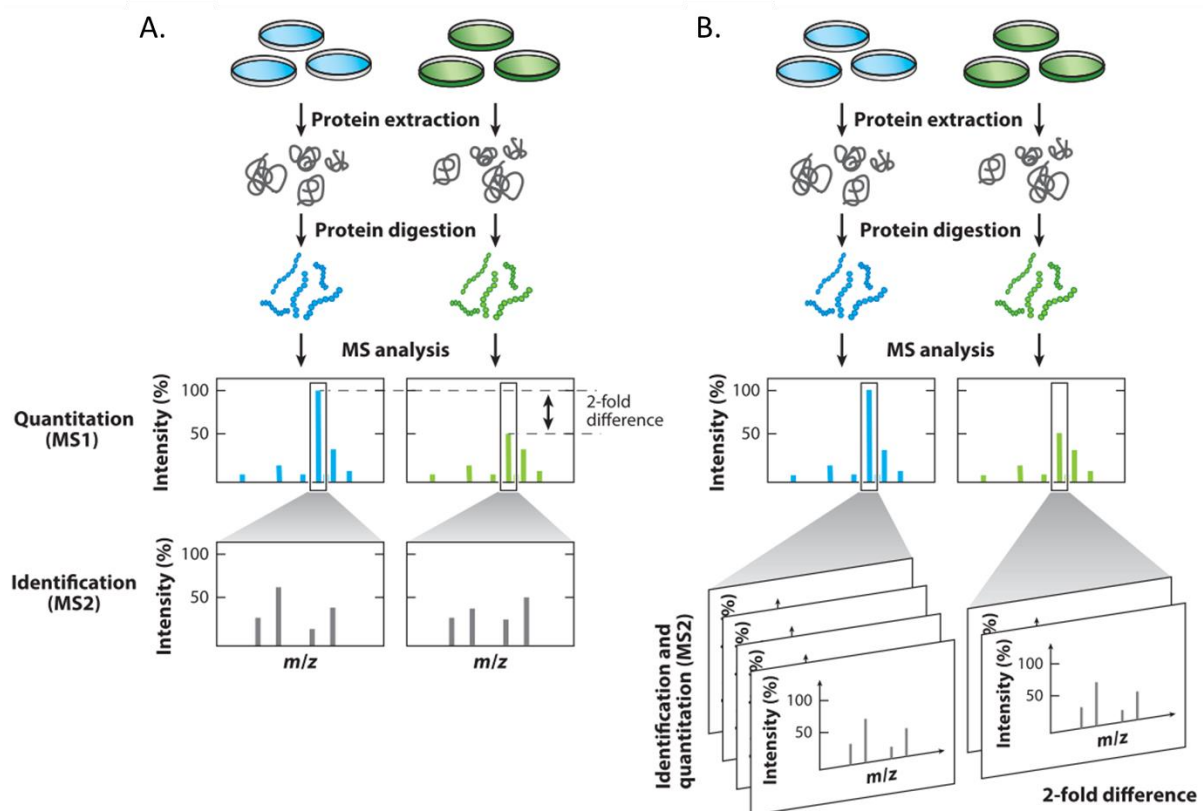 A.
Protein extraction
Protein digestion
MS analysis
Quantitation
(MS1)
Intensity (%)
100
50
2-fold
difference
Identification
(MS2)
Intensity (%)
100
50
m/z
m/z
B.
Protein extraction
Protein digestion
MS analysis
Intensity (%)
100
50
Identification and
quantitation (MS2)
Intensity (%)
100
50
m/z
Intensity (%)
100
50
m/z
2-fold difference